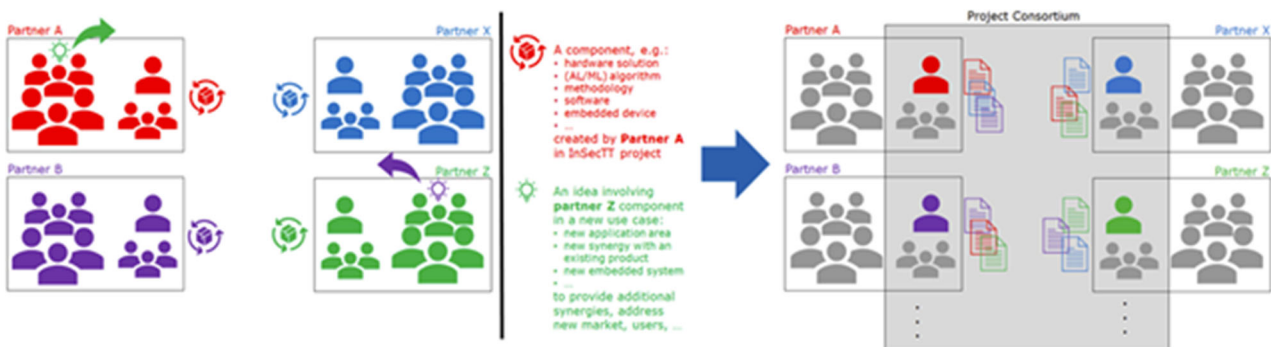 Partner A
Partner X
Partner B
Partner Z
A component, e.g.:
• hardware solution
• (AL/ML) algorithm
• methodology
• software
• embedded device
• ...
created by Partner A
in InSecTT project
An idea involving
partner Z component
in a new use case:
• new application area
• new synergy with an
existing product
• new embedded system
• ...
to provide additional
synergies, address
new market, users, ...
Project Consortium
Partner A
Partner X
Partner B
Partner Z